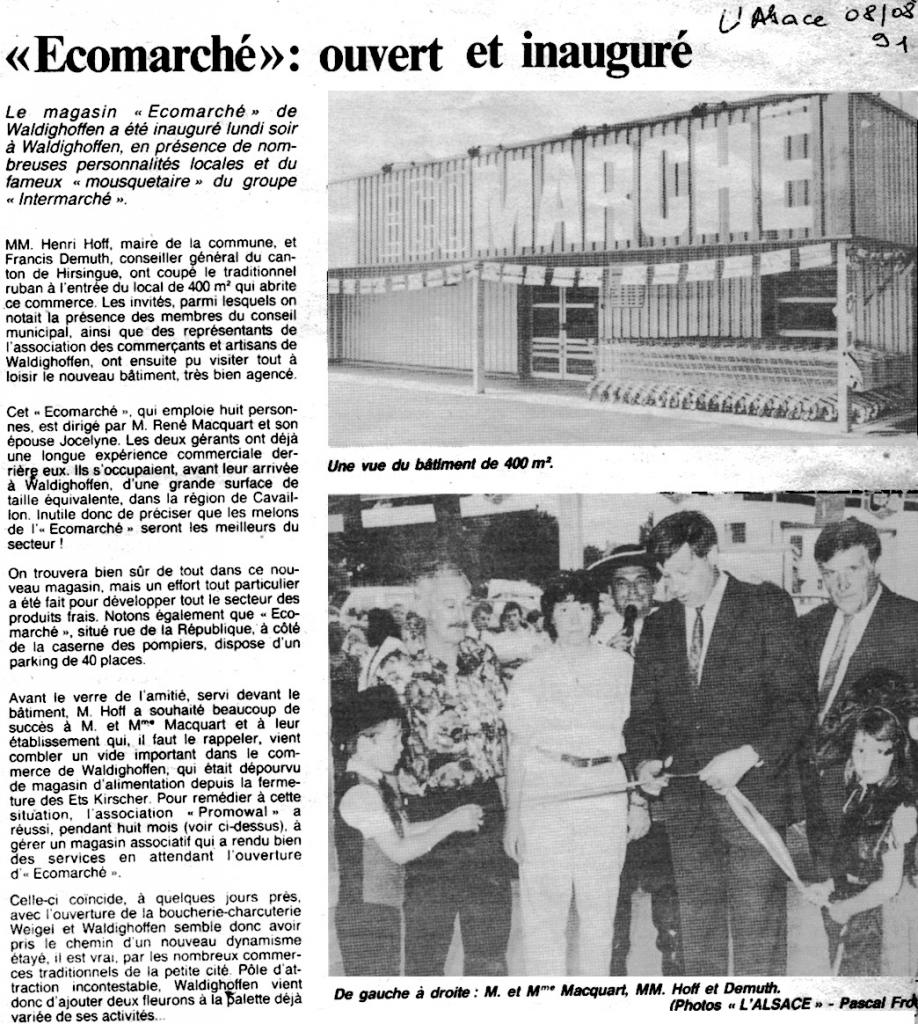 L'Alsace 08/08
91
«Ecomarché»: ouvert et inauguré
Le magasin « Ecomarché » de
Waldighoffen a été inauguré lundi soir
à Waldighoffen, en présence de nom-
breuses personnalités locales et du
fameux « mousquetaire » du groupe
« Intermarché ».
MM. Henri Hoff, maire de la commune, et
Francis Demuth, conseiller général du can-
ton de Hirsingue, ont coupé le traditionnel
ruban à l'entrée du local de 400 m² qui abrite
ce commerce. Les invités, parmi lesquels on
notait la présence des membres du conseil
municipal, ainsi que des représentants de
l'association des commerçants et artisans de
Waldighoffen, ont ensuite pu visiter tout à
loisir le nouveau bâtiment, très bien agencé.
Cet « Ecomarché », qui emploie huit person-
nes, est dirigé par M. René Macquart et son
épouse Jocelyne. Les deux gérants ont déjà
une longue expérience commerciale der-
rière eux. Ils s'occupaient, avant leur arrivée
à Waldighoffen, d'une grande surface de
taille équivalente, dans la région de Cavail-
lon. Inutile donc de préciser que les melons
de l'« Ecomarché » seront les meilleurs du
secteur !
On trouvera bien sûr de tout dans ce nou-
veau magasin, mais un effort tout particulier
a été fait pour développer tout le secteur des
produits frais. Notons également que « Eco-
marché », situé rue de la République, à côté
de la caserne des pompiers, dispose d'un
parking de 40 places.
Avant le verre de l'amitié, servi devant le
bâtiment, M. Hoff a souhaité beaucoup de
succès à M. et Mme Macquart et à leur
établissement qui, il faut le rappeler, vient
combler un vide important dans le com-
merce de Waldighoffen, qui était dépourvu
de magasin d'alimentation depuis la ferme-
ture des Ets Kirscher. Pour remédier à cette
situation, l'association « Promowal » a
réussi, pendant huit mois (voir ci-dessus), à
gérer un magasin associatif qui a rendu bien
des services en attendant l'ouverture
d'« Ecomarché ».
Celle-ci coïncide, à quelques jours près,
avec l'ouverture de la boucherie-charcuterie
Weigel et Waldighoffen semble donc avoir
pris le chemin d'un nouveau dynamisme
étayé, il est vrai, par les nombreux commer-
ces traditionnels de la petite cité. Pôle d'at-
traction incontestable, Waldighoffen vient
donc d'ajouter deux fleurons à la palette déjà
variée de ses activités...
ECOMARCHÉ
Une vue du bâtiment de 400 m².
De gauche à droite : M. et Mme Macquart, MM. Hoff et Demuth.
(Photos « L'ALSACE » - Pascal